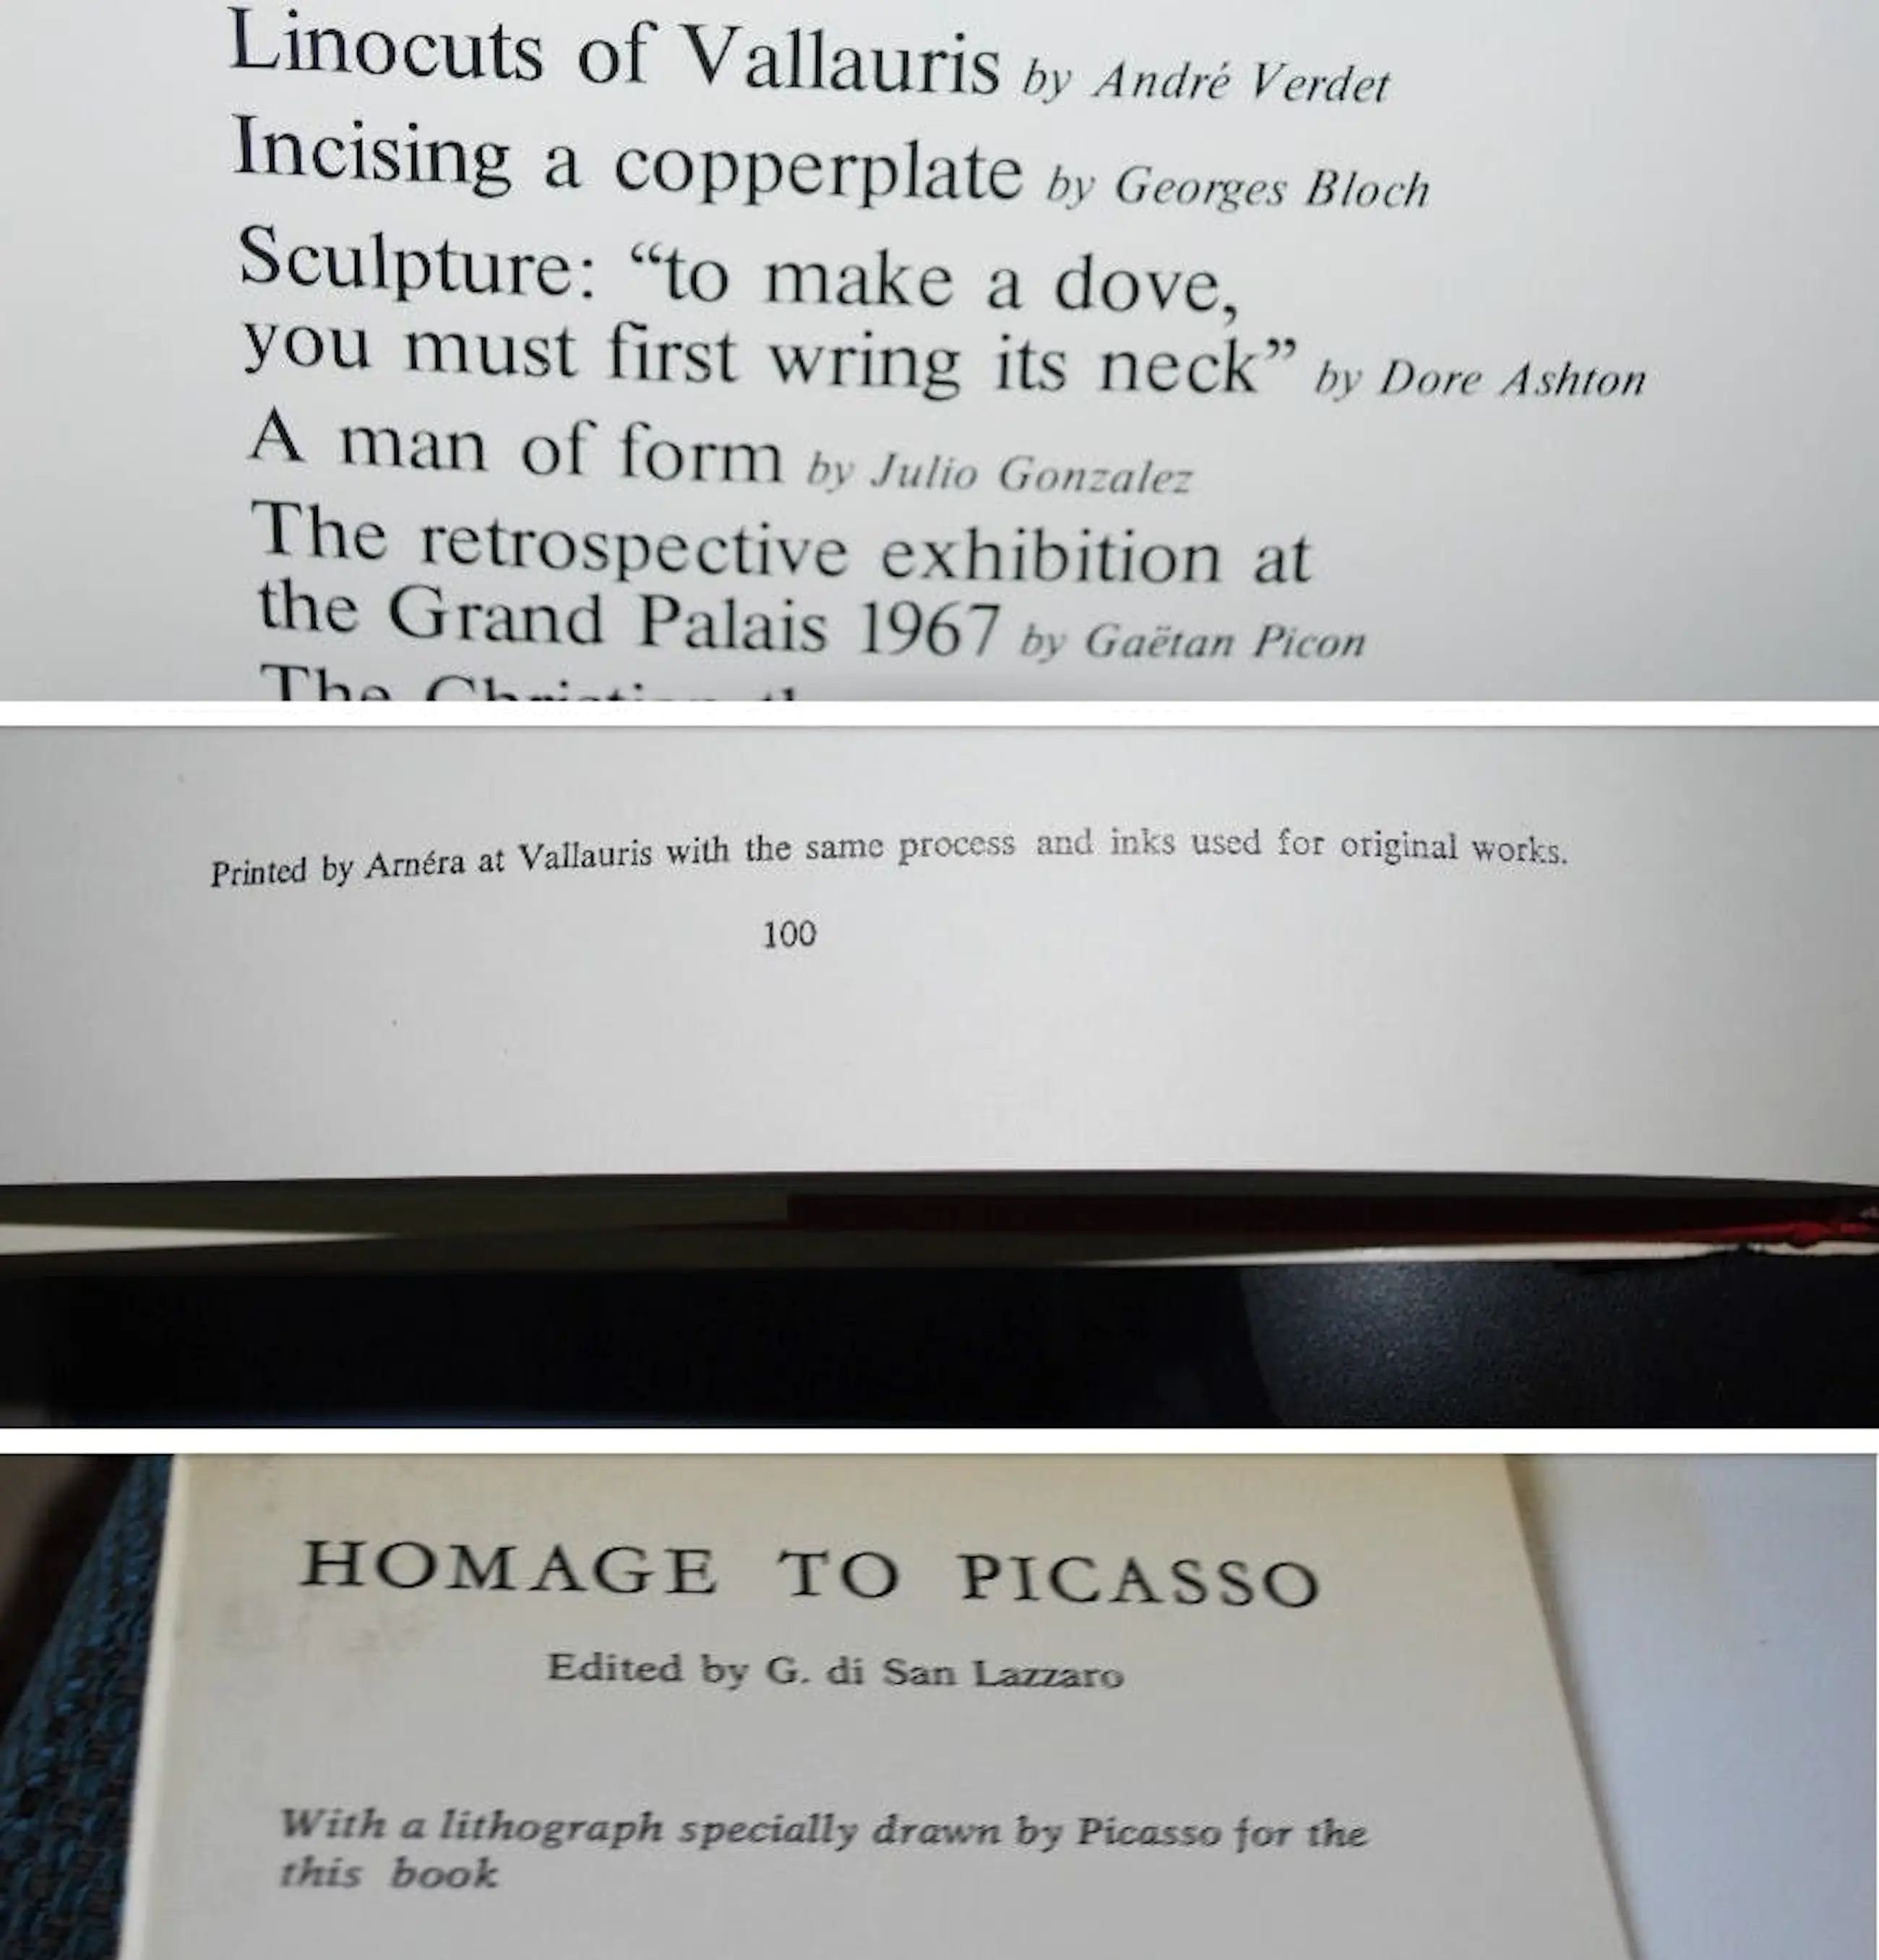 Linocuts of Vallauris by André Verdet
Incising a copperplate by Georges Bloch
Sculpture: “to make a dove,
you must first wring its neck” by Dore Ashton
A man of form by Julio Gonzalez
The retrospective exhibition at
the Grand Palais 1967 by Gaëtan Picon
The
Printed by Arnéra at Vallauris with the same process and inks used for original works.
100
HOMAGE TO PICASSO
Edited by G. di San Lazzaro
With a lithograph specially drawn by Picasso for the
this book